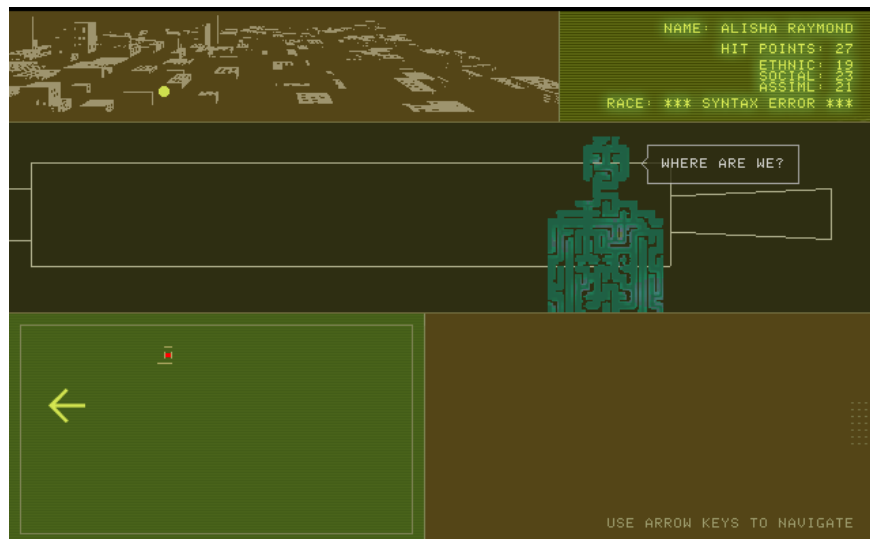 NAME: ALISHA RAYMOND
HIT POINTS: 27
ETHNIC: 19
SOCIAL: 23
ASSIML: 21
RACE: *** SYNTAX ERROR ***
WHERE ARE WE?
USE ARROW KEYS TO NAVIGATE